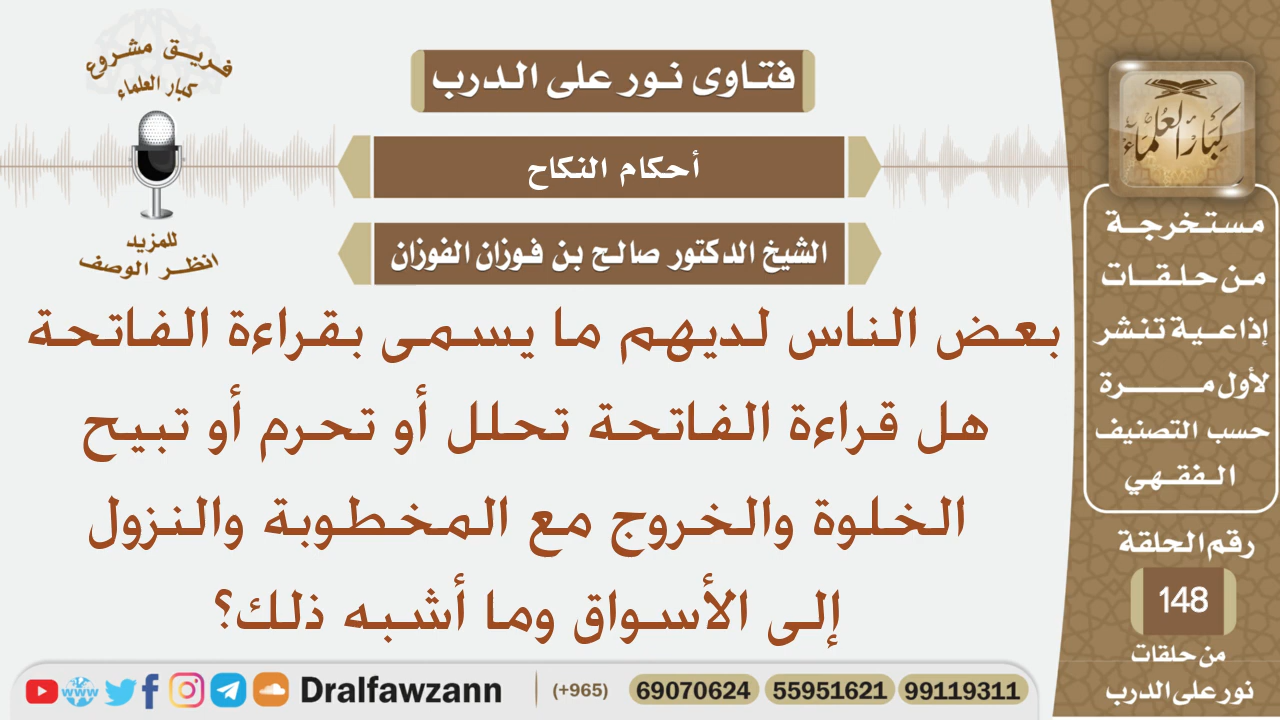 فريق مشروع
كبار العلماء
للمزيد
انظر الوصف
فتاوى نور على الدرب
أحكام النكاح
الشيخ الدكتور صالح بن فوزان الفوزان
بعض الناس لديهم ما يسمى بقراءة الفاتحة
هل قراءة الفاتحة تحلل أو تحرم أو تبيح
الخلوة والخروج مع المخطوبة والنزول
إلى الأسواق وما أشبه ذلك؟
كبار العلماء
مستخرجة
من حلقات
إذاعية تنشر
لأول مرة
حسب التصنيف
الفقهي
رقم الحلقة
148
من حلقات
نور على الدرب
www Dralfawzann (+965) 69070624 55951621 99119311